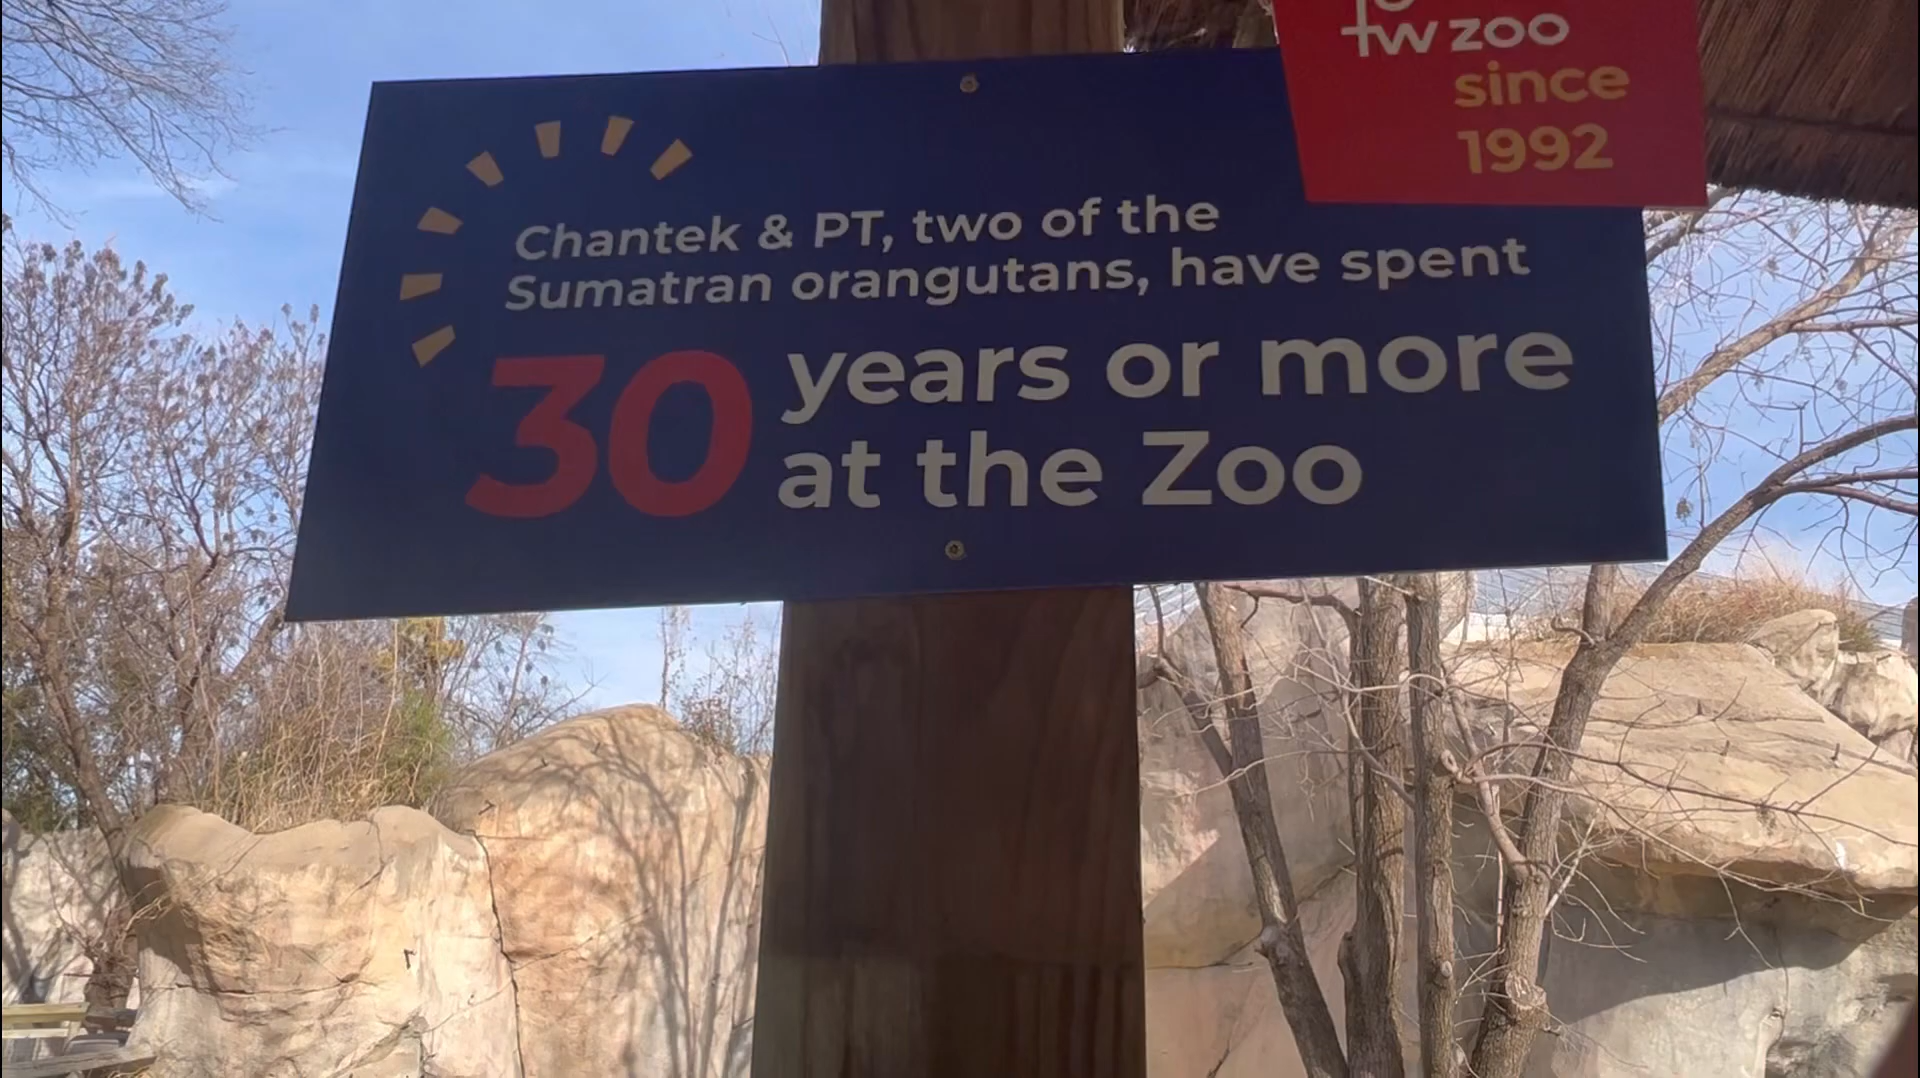 fw zoo
since
1992
Chantek & PT, two of the
Sumatran orangutans, have spent
30 years or more
at the Zoo